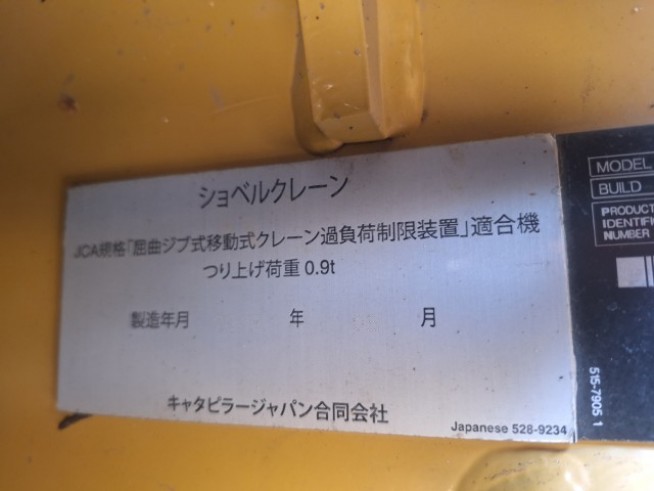 ショベルクレーン
JCA規格「屈曲ジブ式移動式クレーン過負荷制限装置」適合機
つり上げ荷重 0.9t
製造年月 年 月
キャタピラージャパン合同会社
Japanese 528-9234
MODEL
BUILD
PRODUCT
NUMBER
515-7905 1